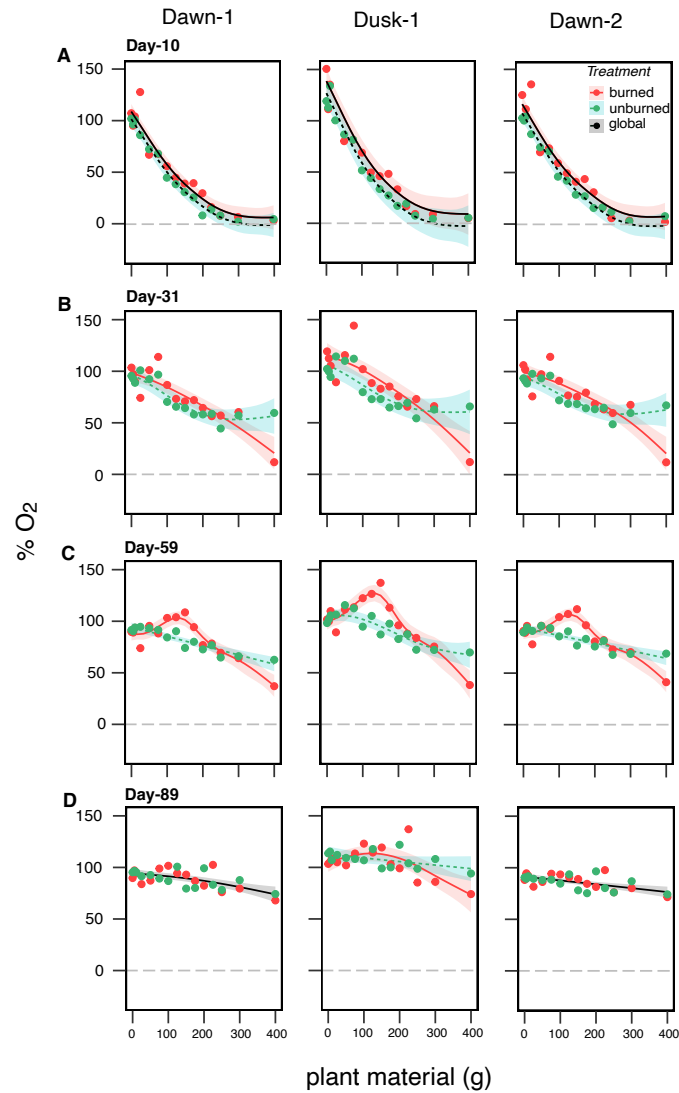 Dawn-1 Dusk-1 Dawn-2
A Day-10
Treatment
burned
unburned
global
150
100
50
0
B Day-31
150
100
50
0
% O2
C Day-59
150
100
50
0
D Day-89
150
100
50
0
0 100 200 300 400 0 100 200 300 400 0 100 200 300 400
plant material (g)